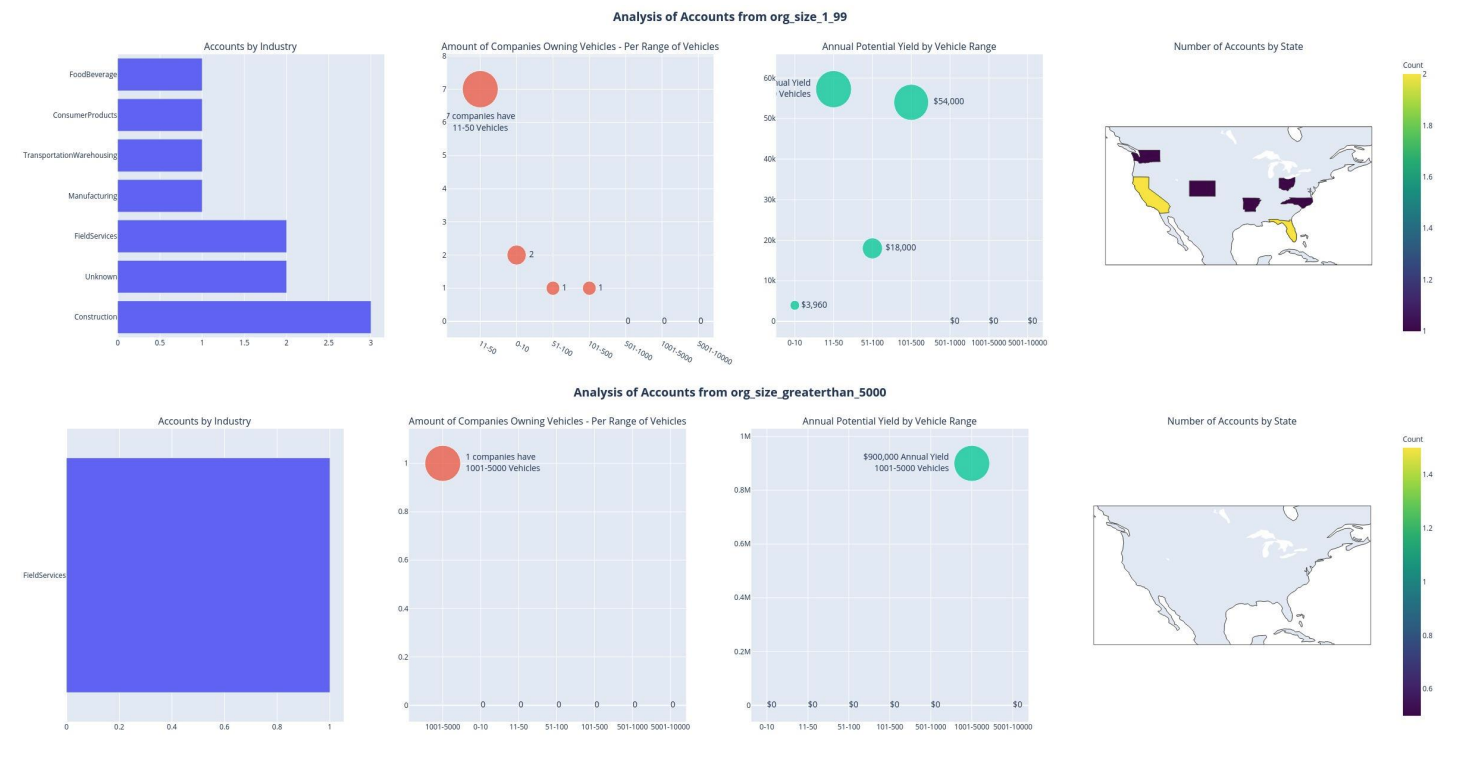 Analysis of Accounts from org_size_1_99
Accounts by Industry
FoodBeverage
ConsumerProducts
TransportationWarehousing
Manufacturing
FieldServices
Unknown
Construction
0 0.5 1 1.5 2 2.5 3
Amount of Companies Owning Vehicles - Per Range of Vehicles
8
7
6
5
4
3
2
1
0
7 companies have
11-50 Vehicles
2
1
1
0 0 0
11-50 0-10 51-100 101-500 501-1000 1001-5000 5001-10000
Annual Potential Yield by Vehicle Range
60k
50k
40k
30k
20k
10k
0
nual Yield
Vehicles
$54,000
$18,000
$3,960
$0 $0 $0
0-10 11-50 51-100 101-500 501-1000 1001-5000 5001-10000
Number of Accounts by State
Count
2
1.8
1.6
1.4
1.2
1
Analysis of Accounts from org_size_greaterthan_5000
Accounts by Industry
FieldServices
0 0.2 0.4 0.6 0.8 1
Amount of Companies Owning Vehicles - Per Range of Vehicles
1
0.8
0.6
0.4
0.2
0
1 companies have
1001-5000 Vehicles
0 0 0 0 0 0
1001-5000 0-10 11-50 51-100 101-500 501-1000 5001-10000
Annual Potential Yield by Vehicle Range
1M
0.8M
0.6M
0.4M
0.2M
0
$900,000 Annual Yield
1001-5000 Vehicles
$0 $0 $0 $0 $0 $0
0-10 11-50 51-100 101-500 501-1000 1001-5000 5001-10000
Number of Accounts by State
Count
1.4
1.2
1
0.8
0.6